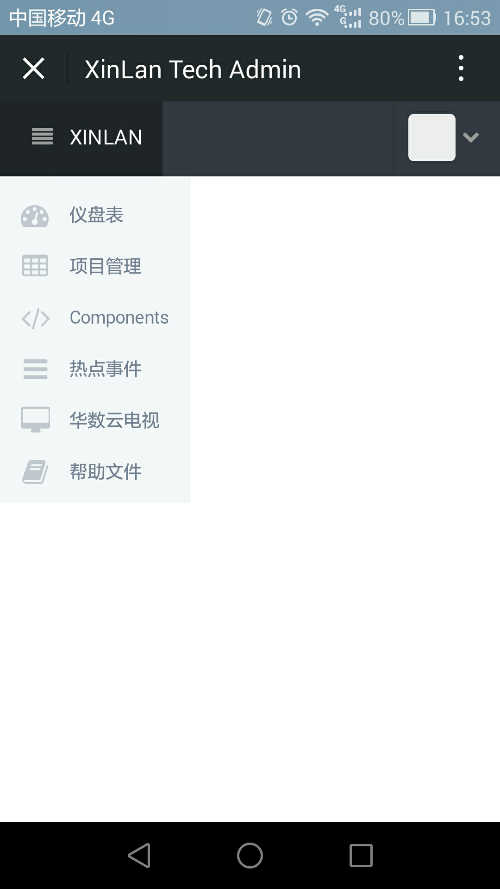 中国移动 4G
4G
G
80%
16:53
XinLan Tech Admin
XINLAN
仪盘表
项目管理
Components
热点事件
华数云电视
帮助文件